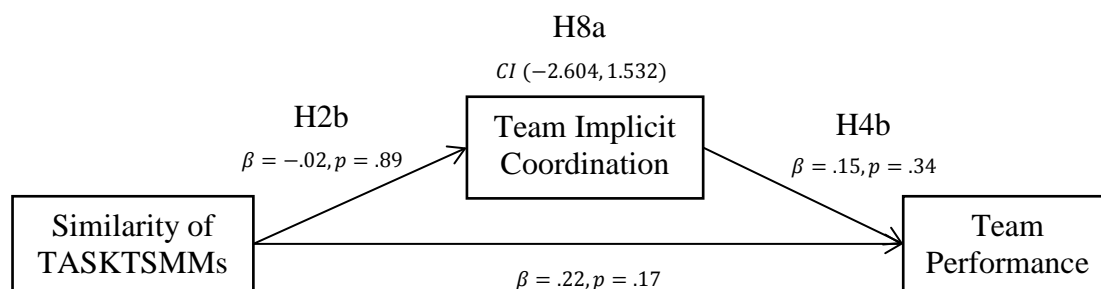 H8a
CI (−2.604, 1.532)
H2b
β = −.02, p = .89
Team Implicit
Coordination
H4b
β = .15, p = .34
Similarity of
TASKTSMMs
Team
Performance
β = .22, p = .17